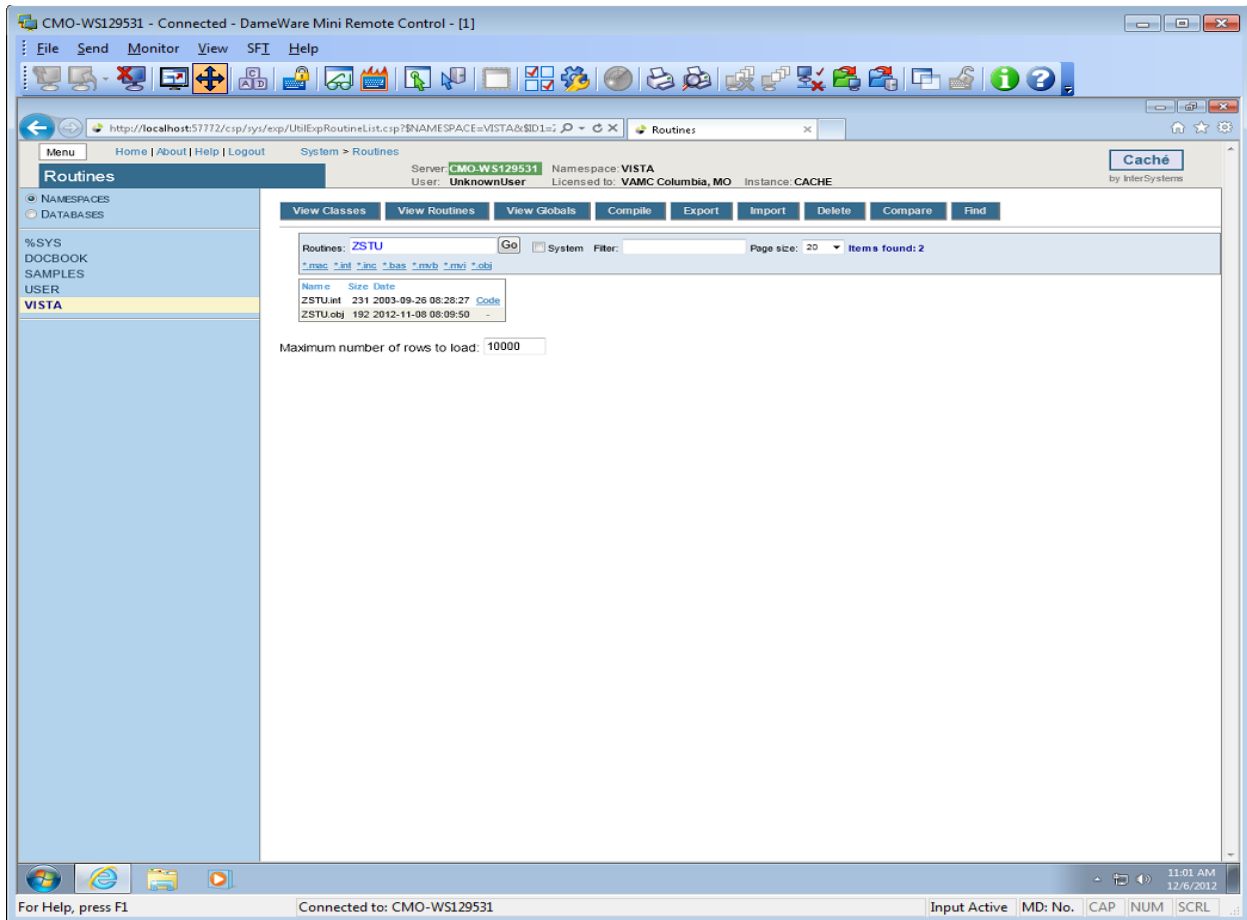 CMO-WS129531 - Connected - DameWare Mini Remote Control - [1]
File Send Monitor View SFT Help
http://localhost:57772/csp/sys/exp/UtilExpRoutineList.csp?$NAMESPACE=VISTA&$ID1=
Routines
Menu Home | About | Help | Logout System > Routines
Routines
Server: CMO-WS129531 Namespace: VISTA
User: UnknownUser Licensed to: VAMC Columbia, MO Instance: CACHE
Caché
by InterSystems
NAMESPACES
DATABASES
%SYS
DOCBOOK
SAMPLES
USER
VISTA
View Classes View Routines View Globals Compile Export Import Delete Compare Find
Routines: ZSTU Go System Filter: Page size: 20 Items found: 2
*.mac *.int *.inc *.bas *.mvb *.mvi *.obj
Name Size Date
ZSTU.int 231 2003-09-26 08:28:27 Code
ZSTU.obj 192 2012-11-08 08:09:50 -
Maximum number of rows to load: 10000
11:01 AM
12/6/2012
For Help, press F1 Connected to: CMO-WS129531 Input Active MD: No. CAP NUM SCRL